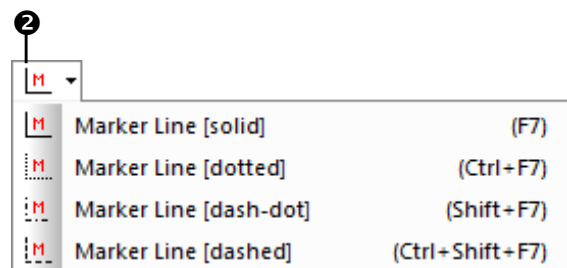 2
M
M Marker Line [solid] (F7)
M Marker Line [dotted] (Ctrl+F7)
M Marker Line [dash-dot] (Shift+F7)
M Marker Line [dashed] (Ctrl+Shift+F7)